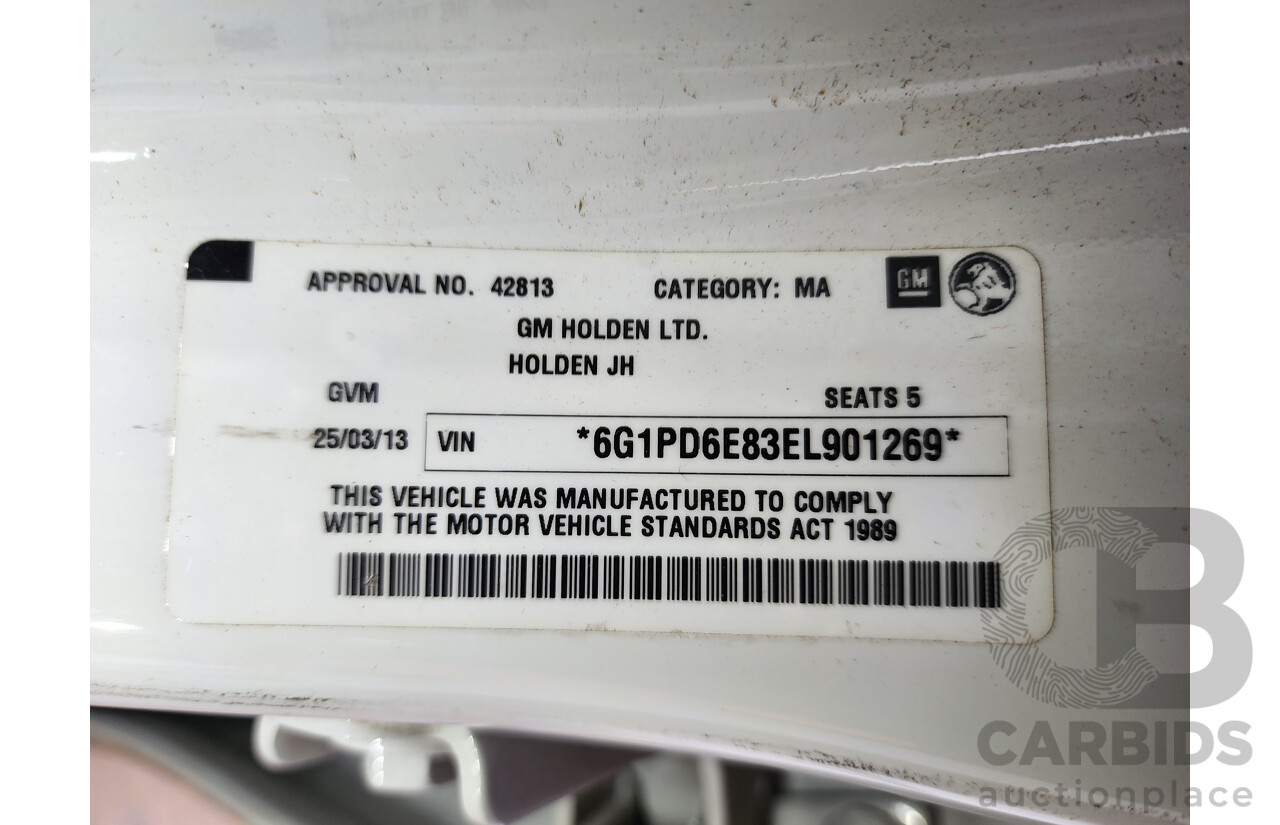 APPROVAL NO. 42813 CATEGORY: MA GM
GM HOLDEN LTD.
HOLDEN JH
GVM SEATS 5
25/03/13 VIN *6G1PD6E83EL901269*
THIS VEHICLE WAS MANUFACTURED TO COMPLY
WITH THE MOTOR VEHICLE STANDARDS ACT 1989
CB
CARBIDS
auctionplace